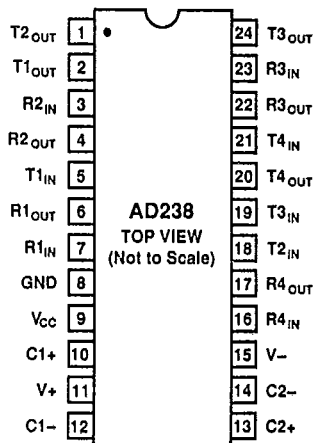 T2OUT 1 24 T3OUT
T1OUT 2 23 R3IN
R2IN 3 22 R3OUT
R2OUT 4 21 T4IN
T1IN 5 20 T4OUT
R1OUT 6 AD238 19 T3IN
TOP VIEW
R1IN 7 (Not to Scale) 18 T2IN
GND 8 17 R4OUT
VCC 9 16 R4IN
C1+ 10 15 V–
V+ 11 14 C2–
C1– 12 13 C2+